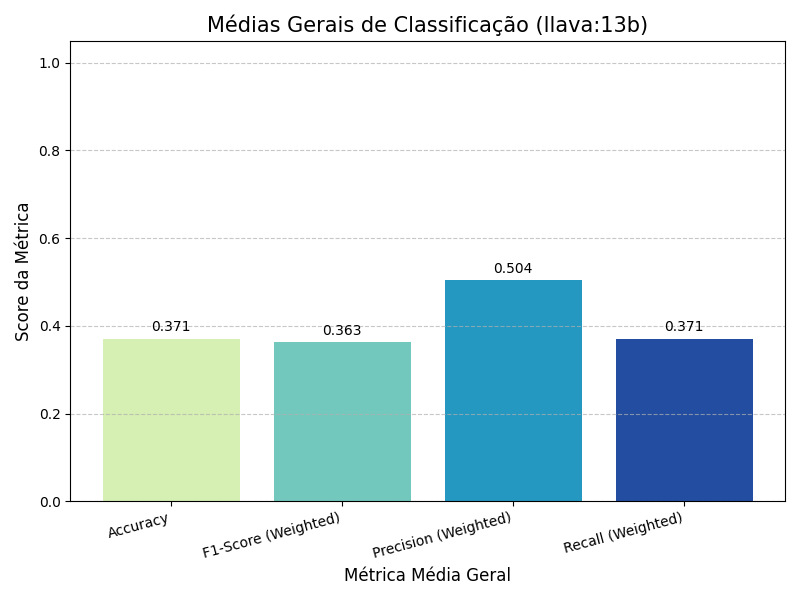 Médias Gerais de Classificação (llava:13b)
Score da Métrica
1.0
0.8
0.6
0.4
0.2
0.0
0.371
0.363
0.504
0.371
Accuracy
F1-Score (Weighted)
Precision (Weighted)
Recall (Weighted)
Métrica Média Geral